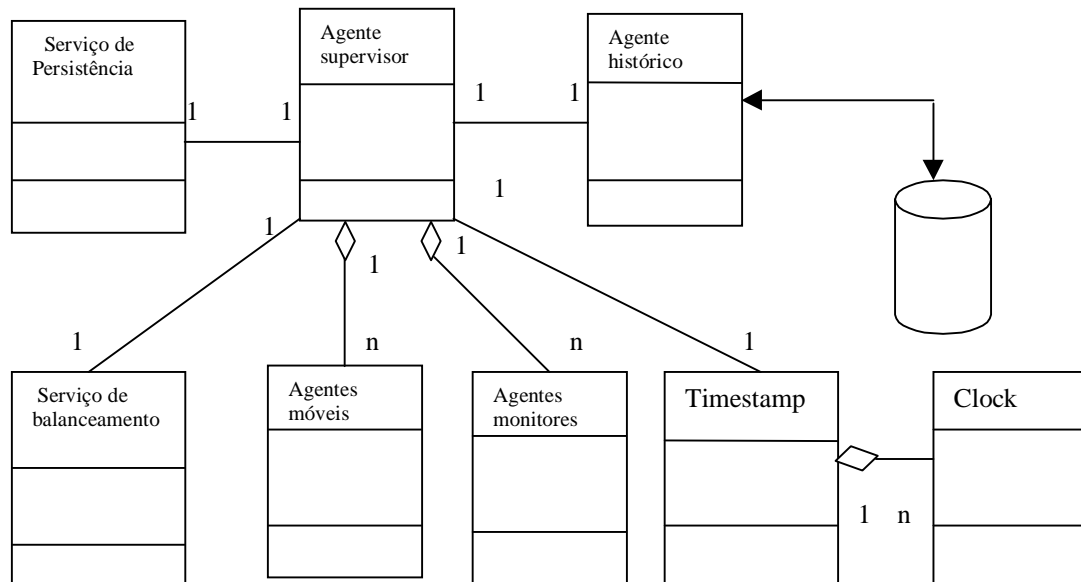 Serviço de
Persistência
Agente
supervisor
Agente
histórico
1
1
1
1
1
1
1
1
1
1
n
n
1
Serviço de
balanceamento
Agentes
móveis
Agentes
monitores
Timestamp
Clock
1
n